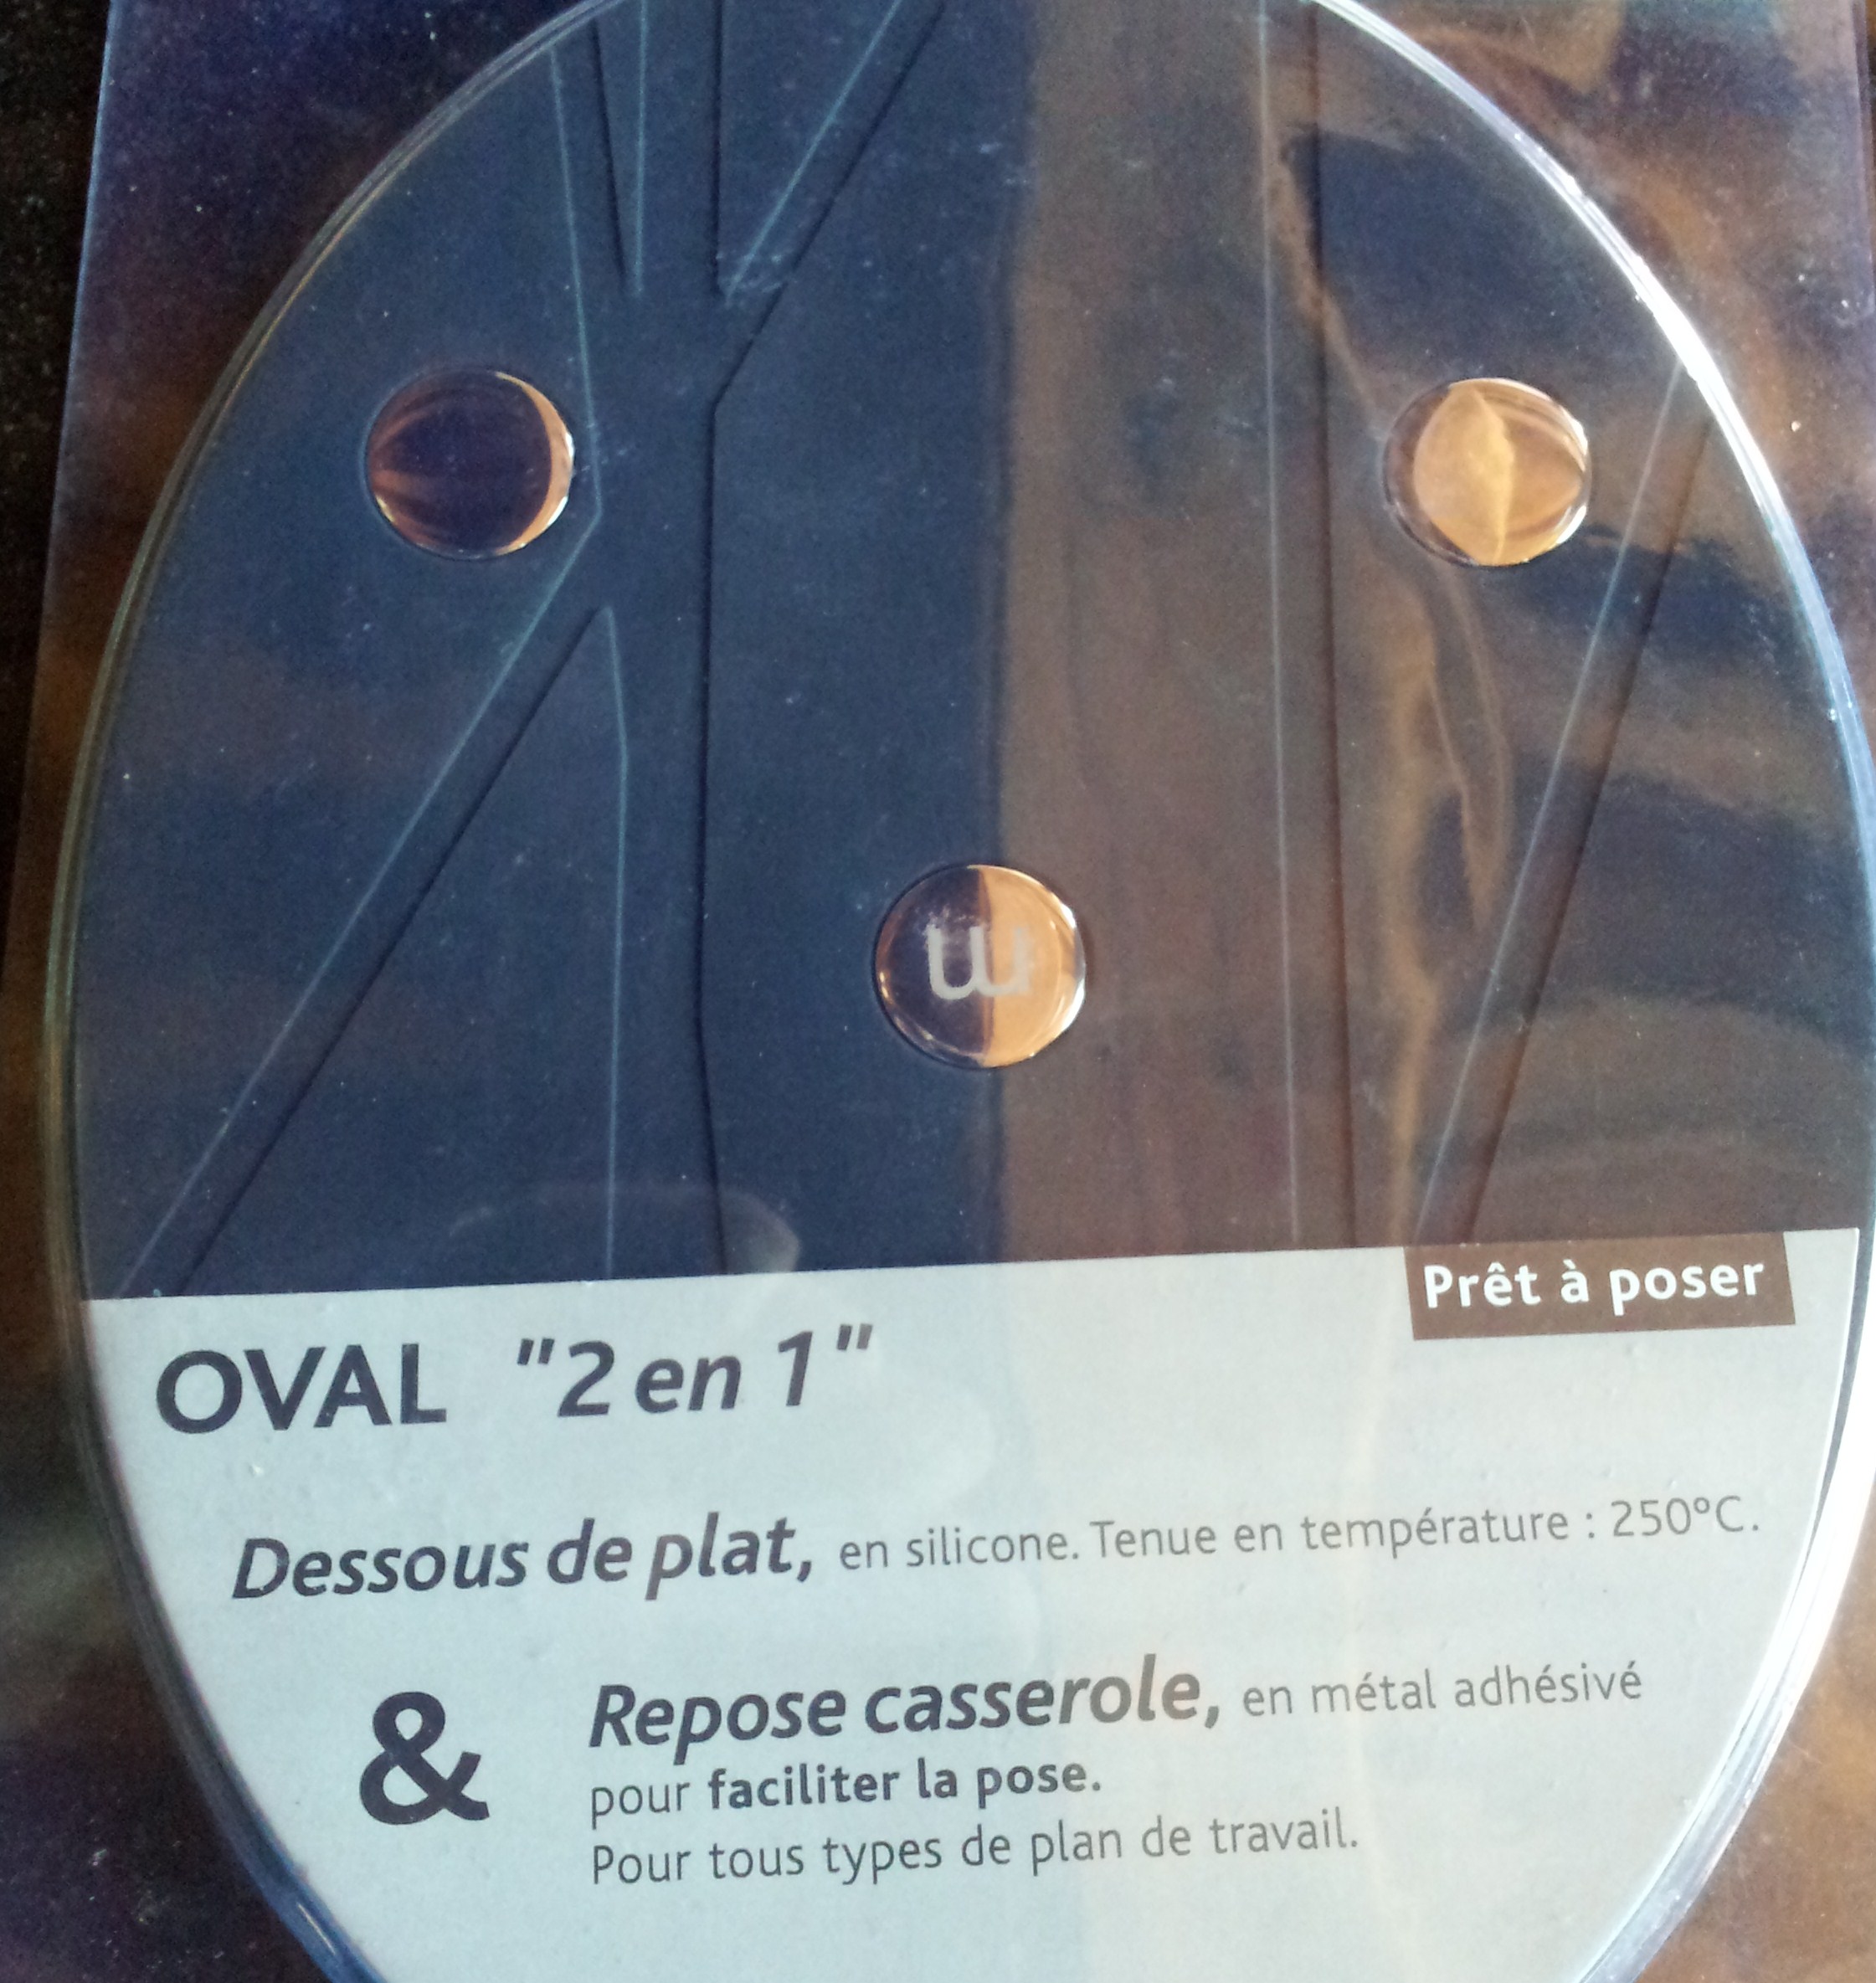 m
Prêt à poser
OVAL "2 en 1"
Dessous de plat, en silicone. Tenue en température : 250°C.
& Repose casserole, en métal adhésivé
pour faciliter la pose.
Pour tous types de plan de travail.